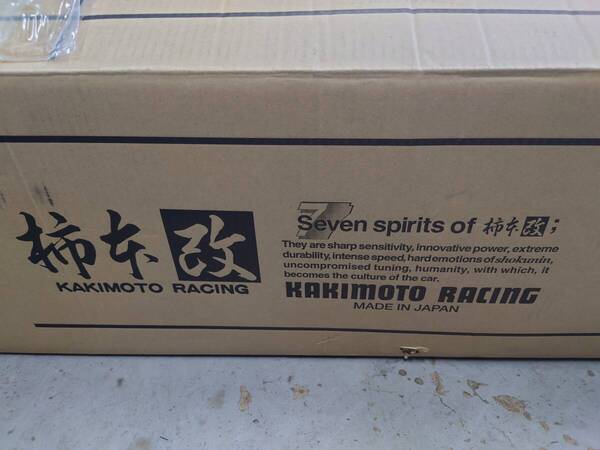 柿本改
KAKIMOTO RACING
7
Seven spirits of 柿本改;
They are sharp sensitivity, innovative power, extreme
durability, intense speed, hard emotions of shokunin,
uncompromised tuning, humanity, with which, it
becomes the culture of the car.
KAKIMOTO RACING
MADE IN JAPAN